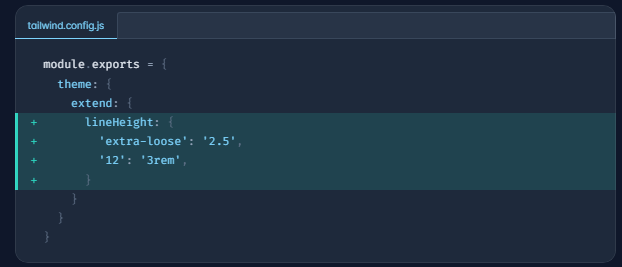 tailwind.config.js
module.exports = {
  theme: {
    extend: {
+      lineHeight: {
+        'extra-loose': '2.5',
+        '12': '3rem',
+      }
    }
  }
}